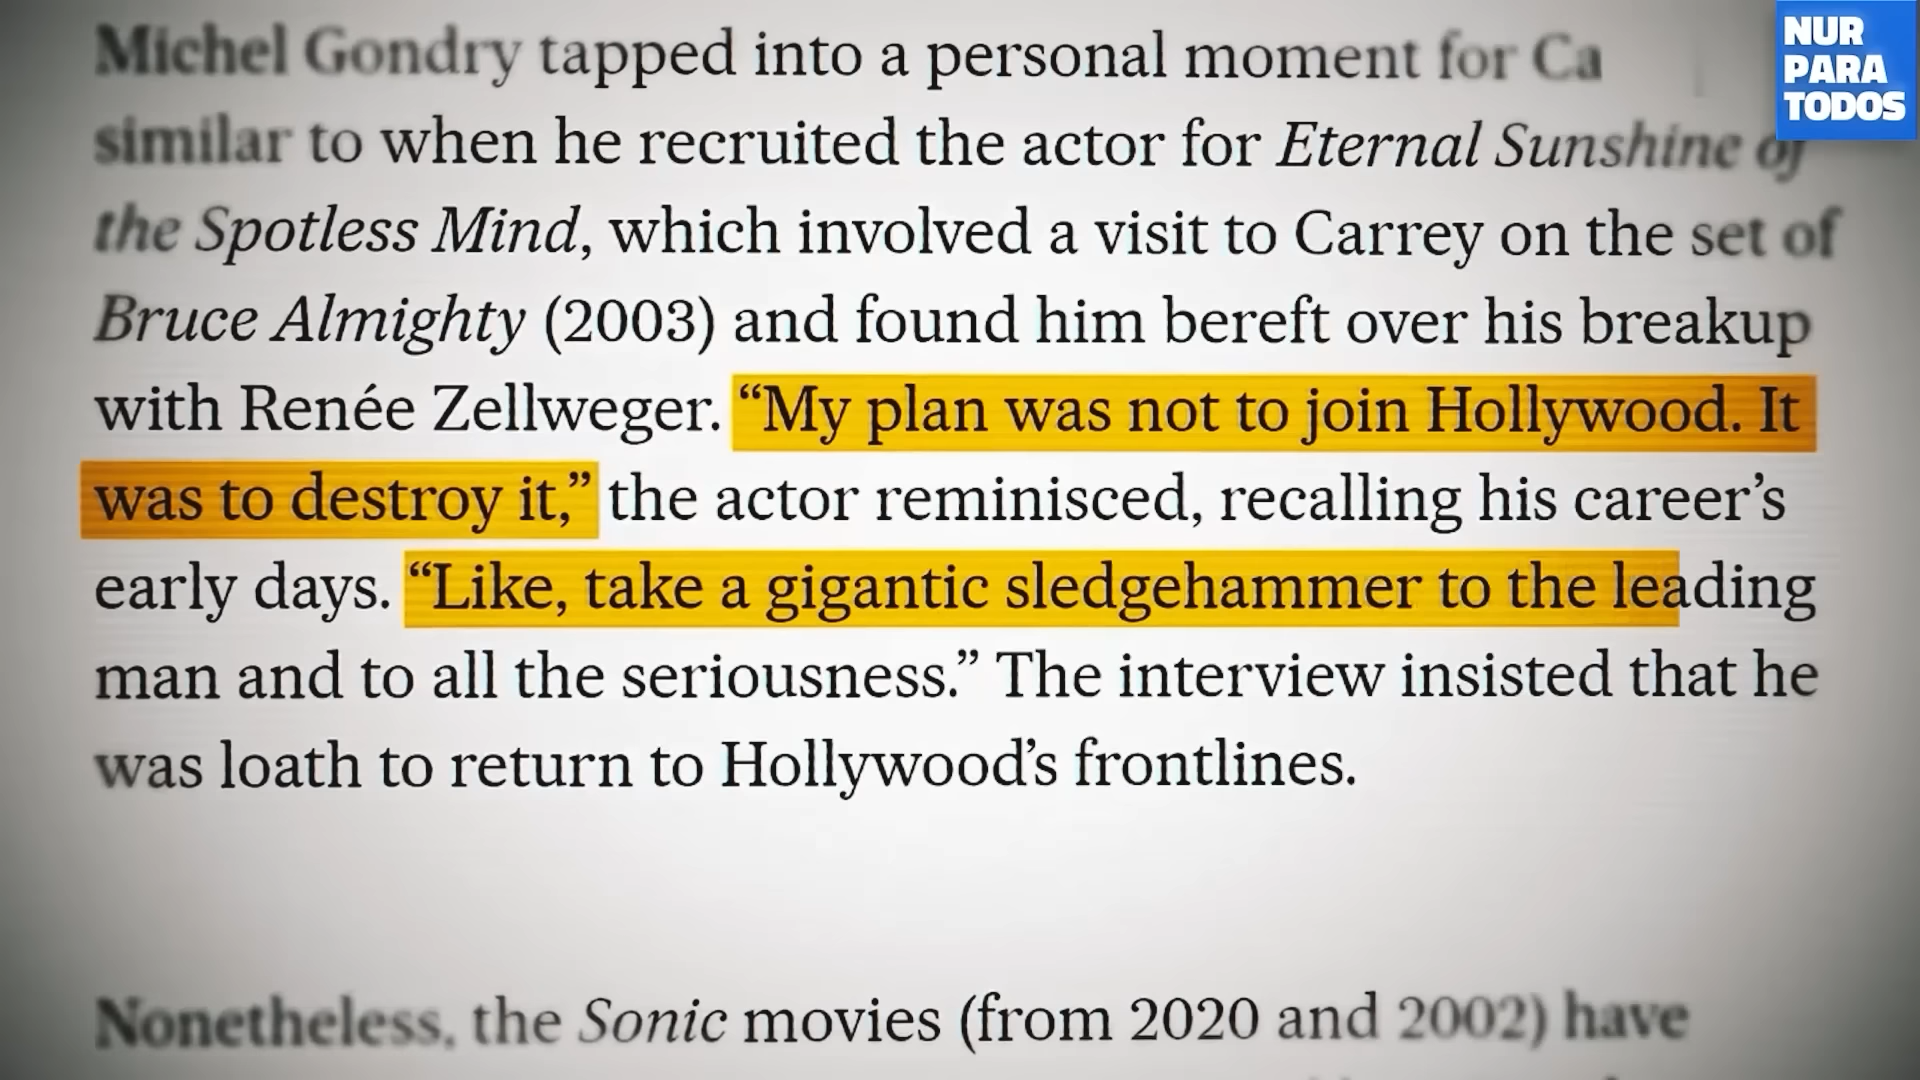 Michel Gondry tapped into a personal moment for Ca
similar to when he recruited the actor for Eternal Sunshine of
the Spotless Mind, which involved a visit to Carrey on the set of
Bruce Almighty (2003) and found him bereft over his breakup
with Renée Zellweger. “My plan was not to join Hollywood. It
was to destroy it,” the actor reminisced, recalling his career’s
early days. “Like, take a gigantic sledgehammer to the leading
man and to all the seriousness.” The interview insisted that he
was loath to return to Hollywood’s frontlines.
Nonetheless, the Sonic movies (from 2020 and 2002) have
NUR
PARA
TODOS